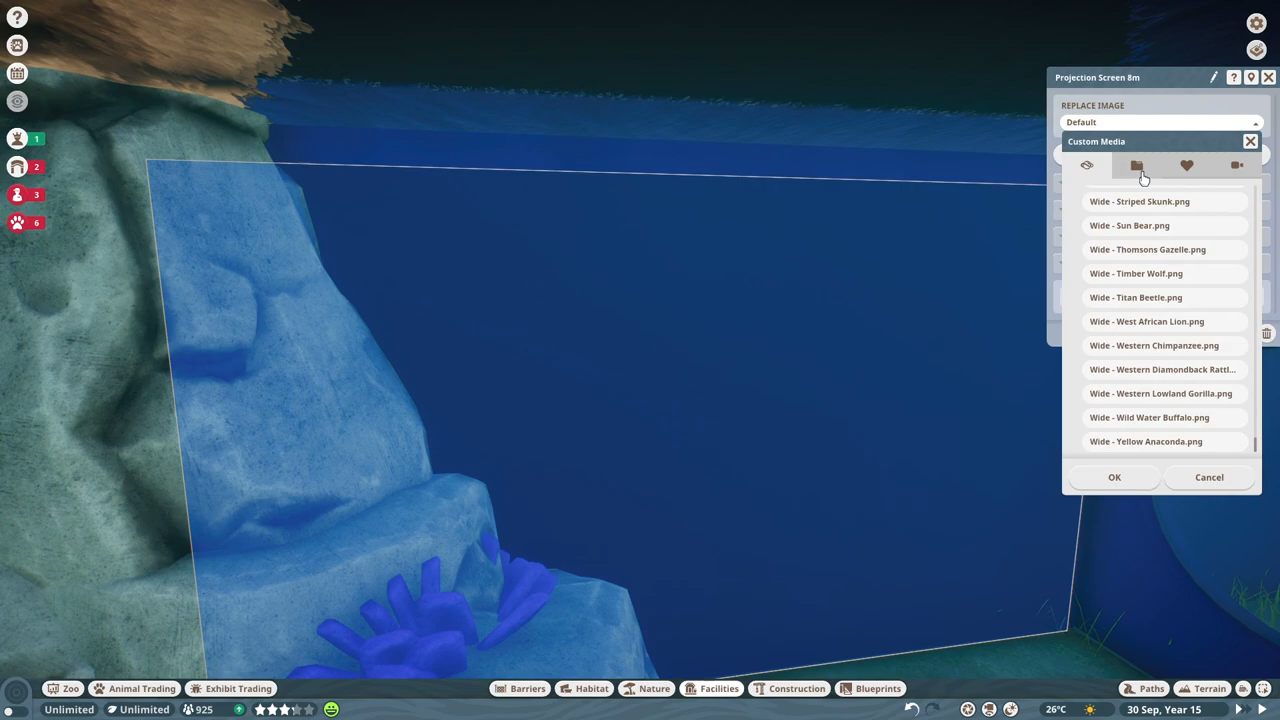 ?
1
2
3
6
Projection Screen 8m
?
REPLACE IMAGE
Default
Custom Media
Wide - Striped Skunk.png
Wide - Sun Bear.png
Wide - Thomsons Gazelle.png
Wide - Timber Wolf.png
Wide - Titan Beetle.png
Wide - West African Lion.png
Wide - Western Chimpanzee.png
Wide - Western Diamondback Rattl...
Wide - Western Lowland Gorilla.png
Wide - Wild Water Buffalo.png
Wide - Yellow Anaconda.png
OK Cancel
Zoo Animal Trading Exhibit Trading Barriers Habitat Nature Facilities Construction Blueprints Paths Terrain
Unlimited Unlimited 925 26°C 30 Sep, Year 15